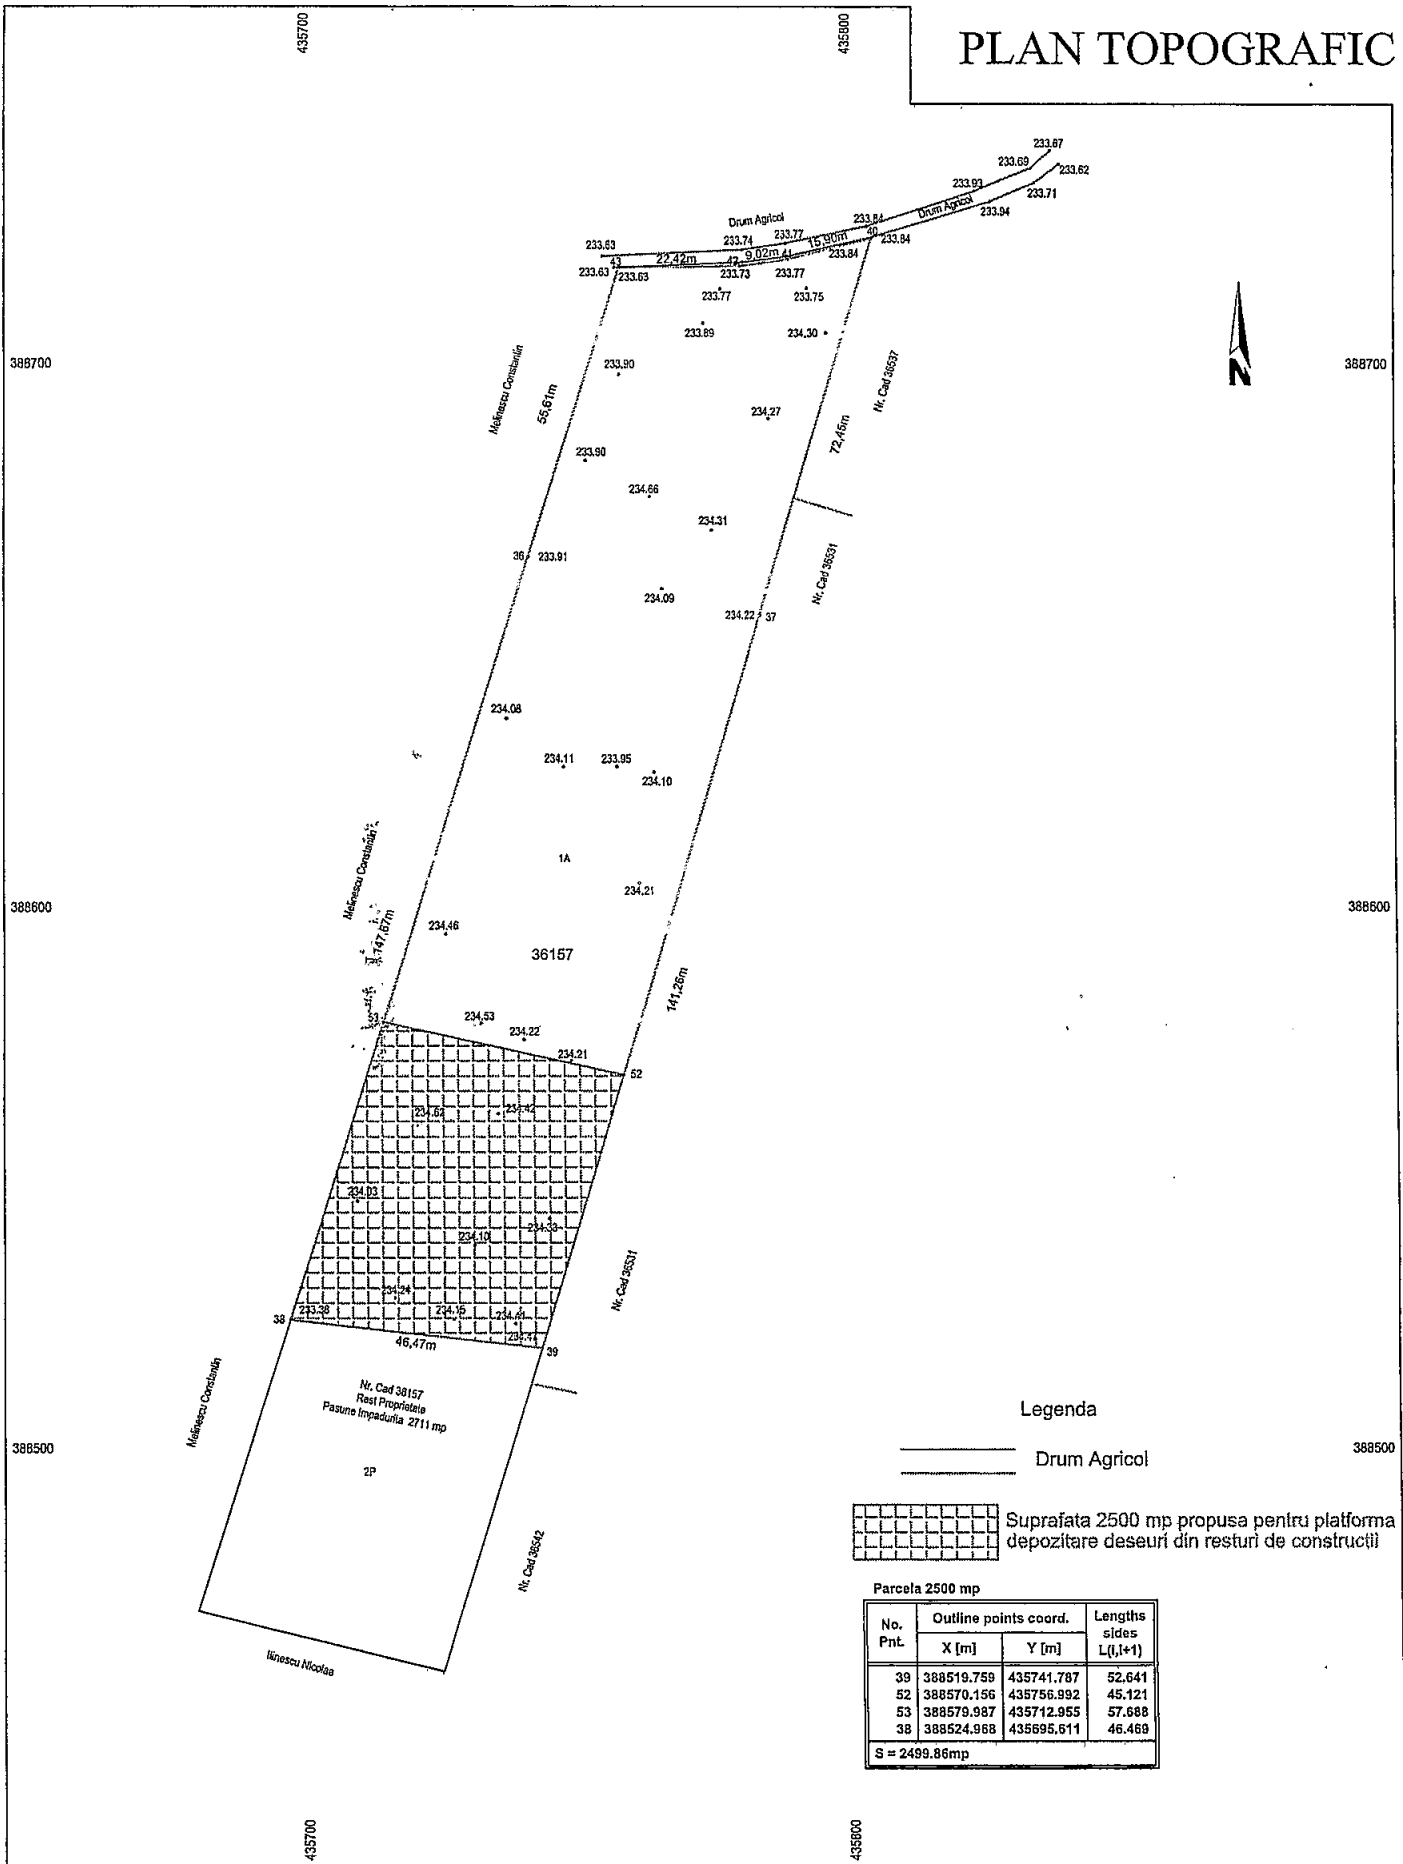 435700
435800
PLAN TOPOGRAFIC
233.87
233.69
233.62
233.93
233.71
Drum Agricol
233.94
Drum Agricol
233.84
40
233.84
233.77
233.74
15,90m
233.84
233.63
9,02m
41
42
22,42m
43
233.63
233.63
233.73
233.77
233.77
233.75
233.89
234.30
388700
388700
Melinescu Constantin
233.90
55,61m
Nr. Cad 36537
234.27
72,45m
233.90
234.66
234.31
36
233.91
Nr. Cad 36531
234.09
234.22
37
234.08
234.11
233.95
234.10
Melinescu Constantin
1A
234.21
388600
388600
147,67m
234.46
36157
141,26m
53
234.53
234.22
234.21
52
234.62
234.42
234.03
234.33
234.10
Nr. Cad 36531
234.24
233.38
234.15
234.41
38
46,47m
39
Melinescu Constantin
Nr. Cad 36157
Rest Proprietate
Pasune Impadurita 2711 mp
2P
388500
388500
Legenda
Drum Agricol
Suprafata 2500 mp propusa pentru platforma
depozitare deseuri din resturi de constructii
Nr. Cad 36542
Ilinescu Nicolae
Parcela 2500 mp
No. Pnt. Outline points coord. Lengths sides L(i,i+1)
X [m] Y [m]
39 388519.759 435741.787 52.641
52 388570.156 435756.992 45.121
53 388579.987 435712.955 57.688
38 388524.968 435695.611 46.469
S = 2499.86mp
435700
435800